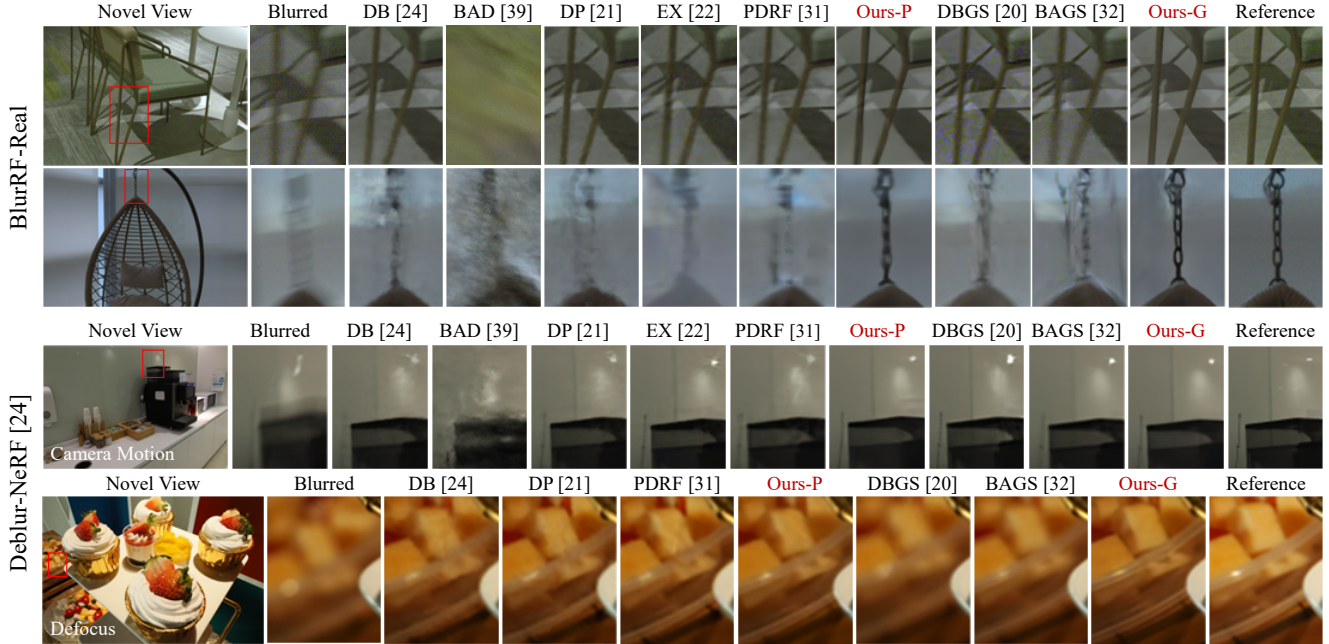 Novel View Blurred DB [24] BAD [39] DP [21] EX [22] PDRF [31] Ours-P DBGS [20] BAGS [32] Ours-G Reference
BlurRF-Real
Novel View Blurred DB [24] BAD [39] DP [21] EX [22] PDRF [31] Ours-P DBGS [20] BAGS [32] Ours-G Reference
Deblur-NeRF [24]
Camera Motion
Novel View Blurred DB [24] DP [21] PDRF [31] Ours-P DBGS [20] BAGS [32] Ours-G Reference
Defocus